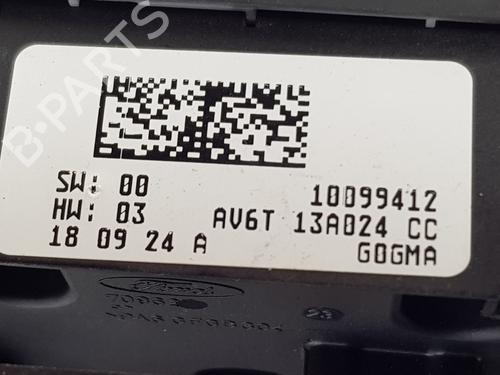 B-PARTS
SW: 00 10099412
HW: 03 AV6T 13A024 CC
18 09 24 A GOGMA
Ford